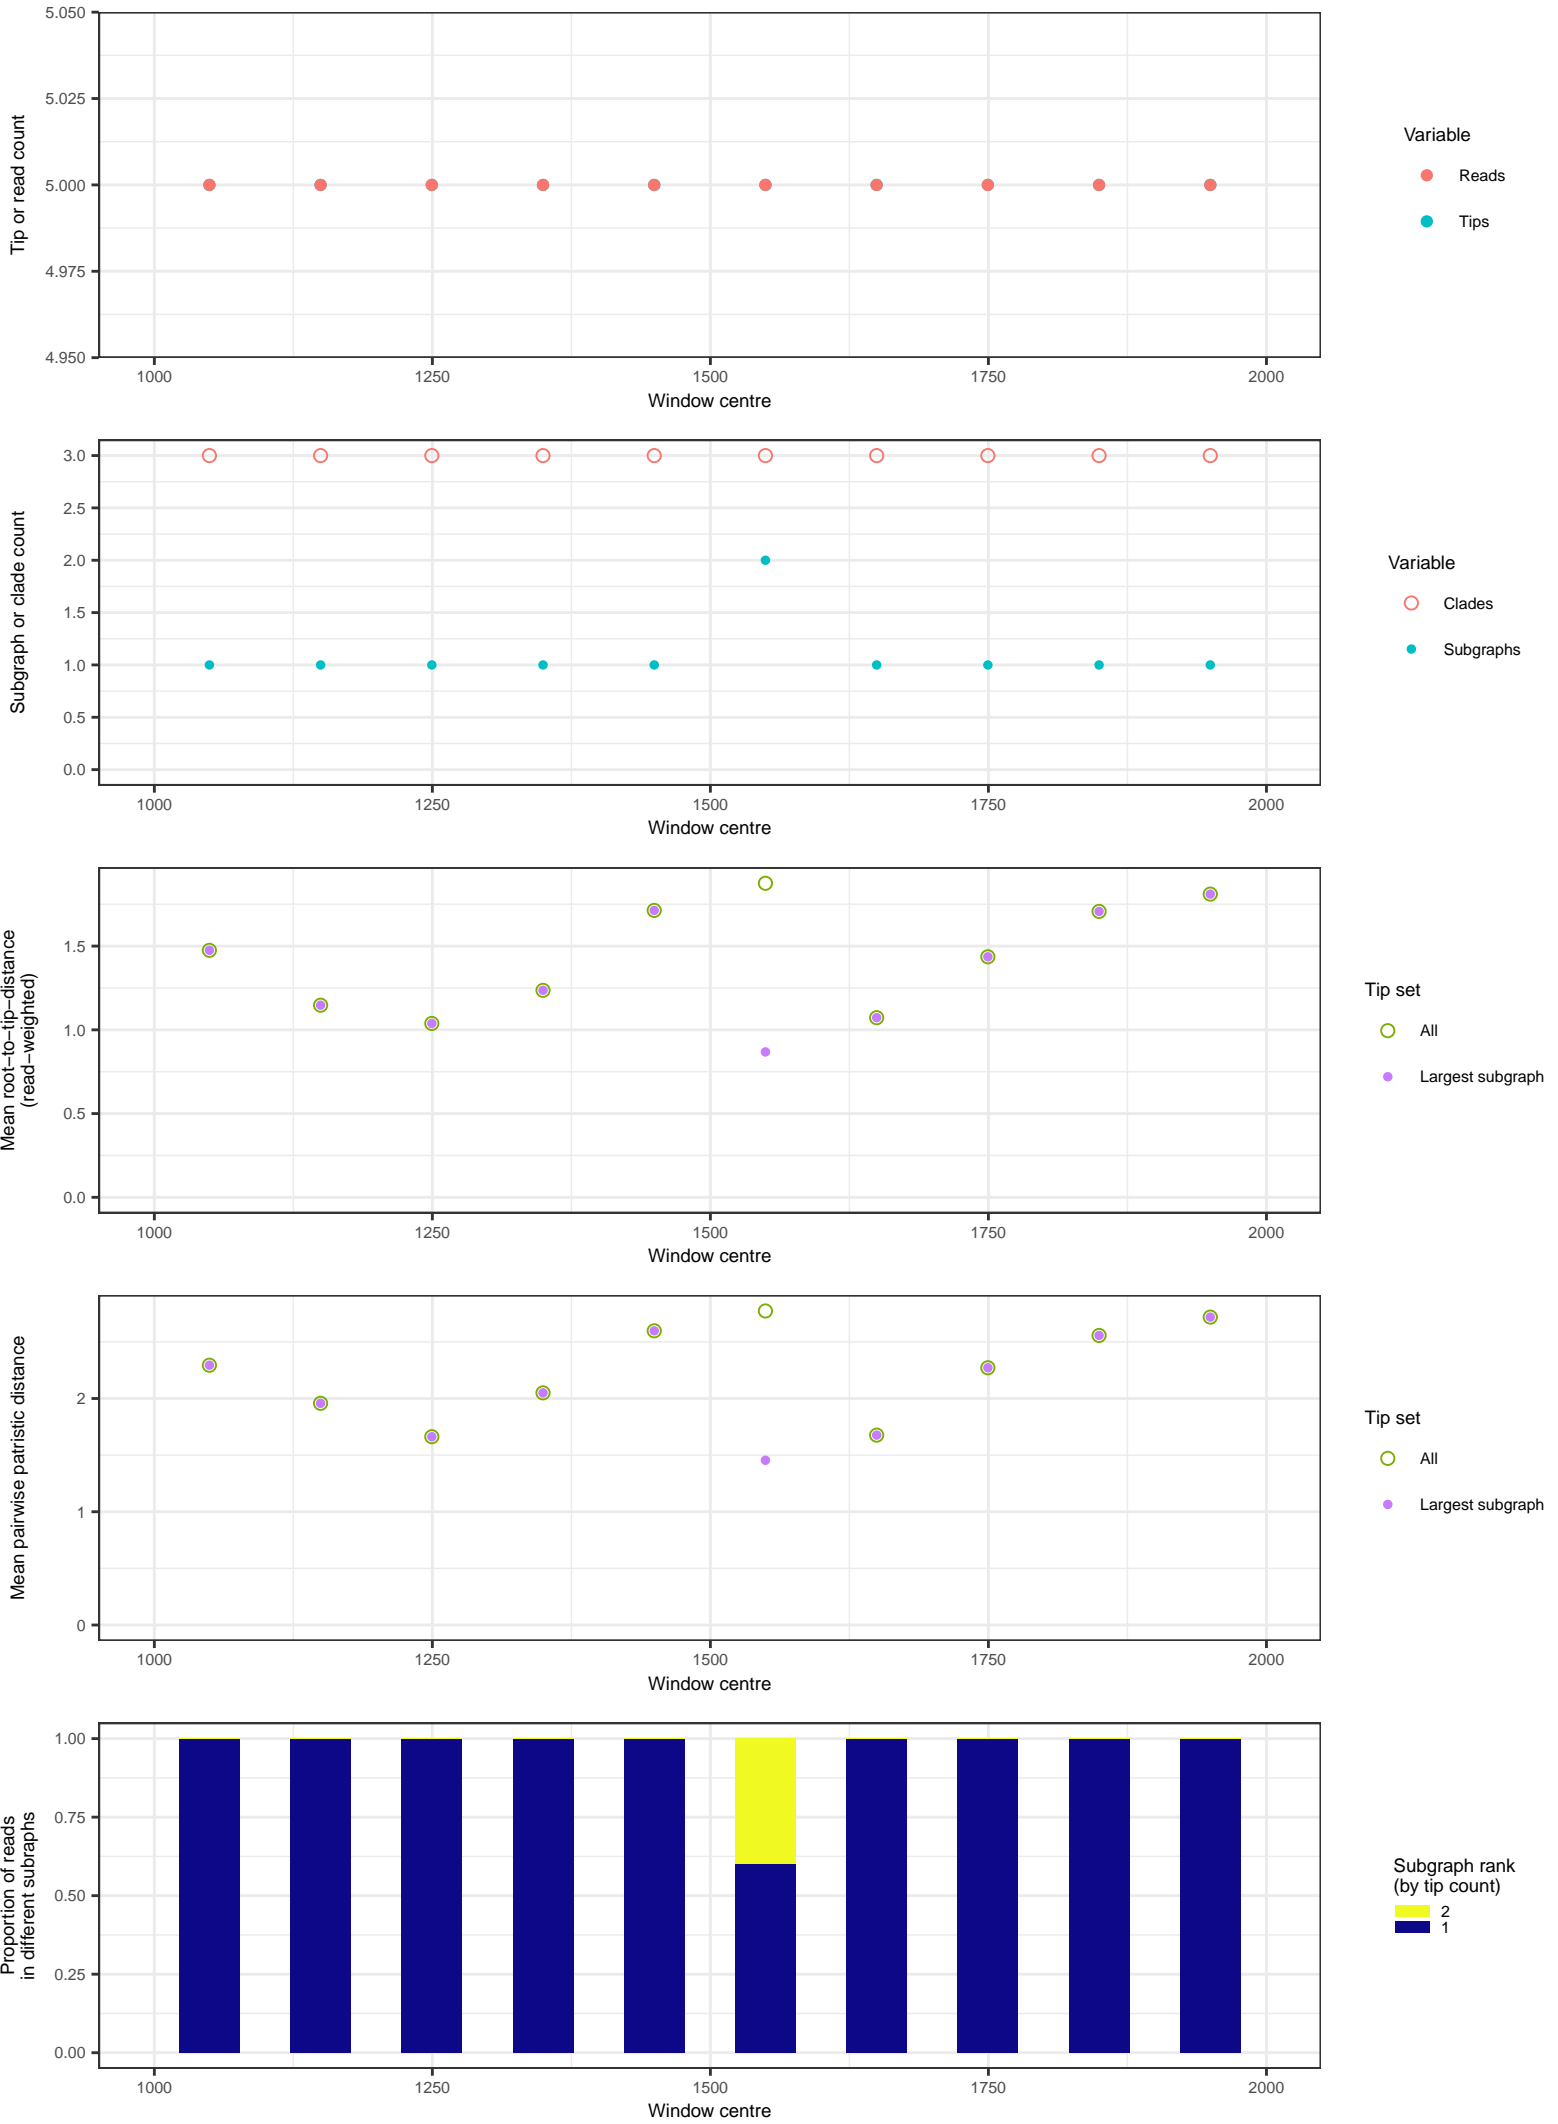 5.050
5.025
5.000
4.975
4.950
Tip or read count
1000 1250 1500 1750 2000
Window centre
Variable
Reads
Tips
3.0
2.5
2.0
1.5
1.0
0.5
0.0
Subgraph or clade count
1000 1250 1500 1750 2000
Window centre
Variable
Clades
Subgraphs
1.5
1.0
0.5
0.0
Mean root−to−tip−distance
(read−weighted)
1000 1250 1500 1750 2000
Window centre
Tip set
All
Largest subgraph
2
1
0
Mean pairwise patristic distance
1000 1250 1500 1750 2000
Window centre
Tip set
All
Largest subgraph
1.00
0.75
0.50
0.25
0.00
Proportion of reads
in different subraphs
1000 1250 1500 1750 2000
Window centre
Subgraph rank
(by tip count)
2
1